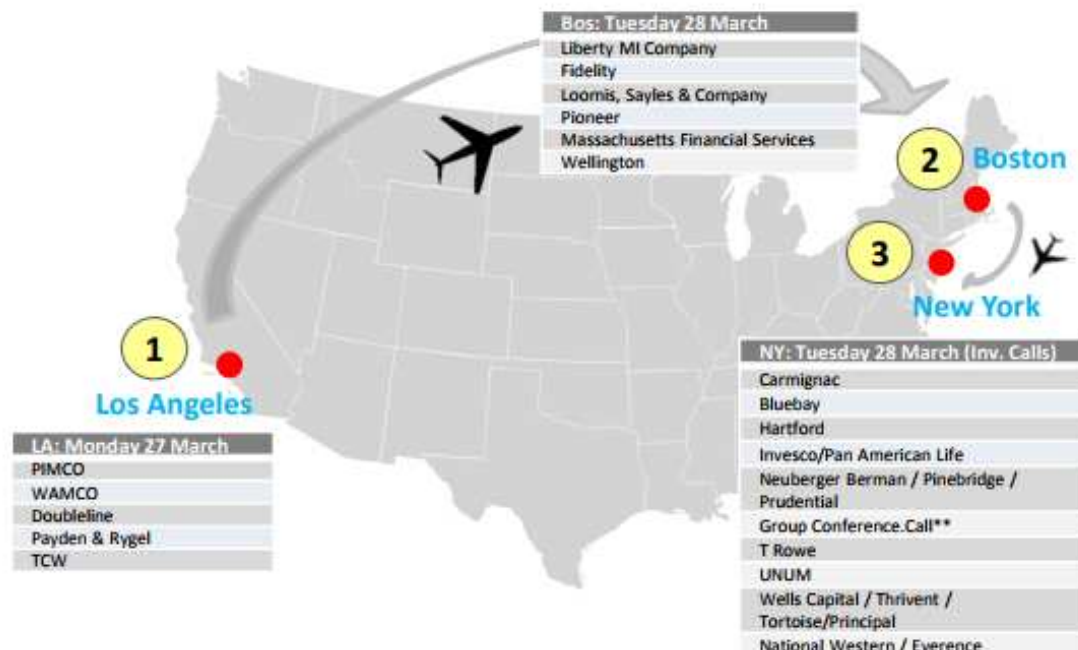 Bos: Tuesday 28 March
Liberty MI Company
Fidelity
Loomis, Sayles & Company
Pioneer
Massachusetts Financial Services
Wellington
2
Boston
3
New York
1
Los Angeles
LA: Monday 27 March
PIMCO
WAMCO
Doubleline
Payden & Rygel
TCW
NY: Tuesday 28 March (Inv. Calls)
Carmignac
Bluebay
Hartford
Invesco/Pan American Life
Neuberger Berman / Pinebridge /
Prudential
Group Conference.Call**
T Rowe
UNUM
Wells Capital / Thrivent /
Tortoise/Principal
National Western / Everence